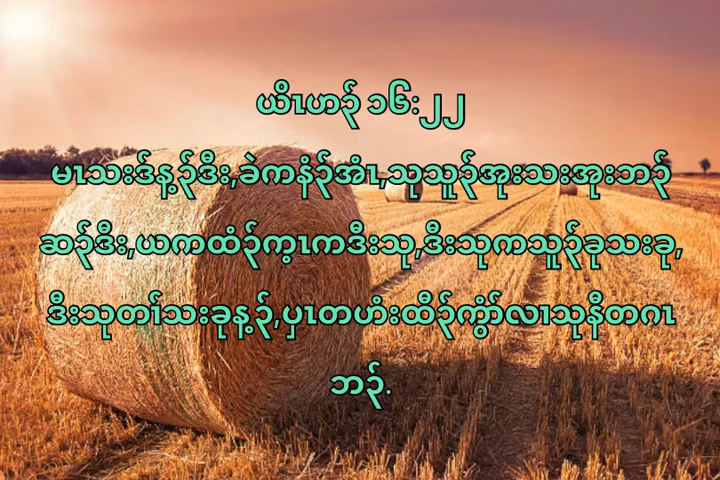 ယိၤဟၣ် ၁၆:၂၂
မၤသးဒ်န့ၣ်ဒီး,ခဲကနံၣ်အံၤ,သုသူၣ်အုးသးအုးဘၣ်
ဆၣ်ဒီး,ယကထံၣ်က့ၤကဒီးသု,ဒီးသုကသူၣ်ခုသးခု,
ဒီးသုတၢ်သးခုန့ၣ်,ပှၤတဟံးထီၣ်ကွံာ်လၢသုနီတဂၤ
ဘၣ်.